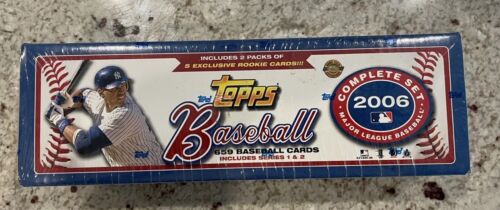 INCLUDES 2 PACKS OF
5 EXCLUSIVE ROOKIE CARDS!!!
Topps
Baseball
659 BASEBALL CARDS
INCLUDES SERIES 1 & 2
COMPLETE SET
2006
MAJOR LEAGUE BASEBALL